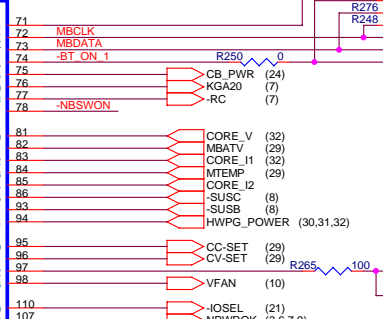 R276
71
R248
72 MBCLK
73 MBDATA
74 -BT_ON_1 R250 0
75 CB_PWR (24)
76 KGA20 (7)
77 -RC (7)
78 -NBSWON
81 CORE_V (32)
82 MBATV (29)
83 CORE_I1 (32)
84 MTEMP (29)
85 CORE_I2
86 -SUSC (8)
93 -SUSB (8)
94 HWPG_POWER (30,31,32)
95 CC-SET (29)
96 CV-SET (29)
97 R265 100
98 VFAN (10)
110 -IOSEL (21)
107